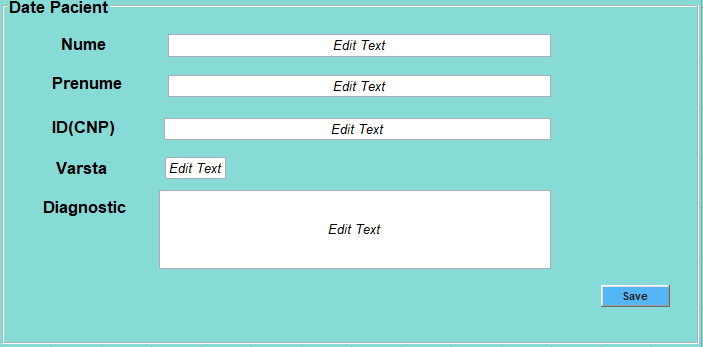 Date Pacient
Nume Edit Text
Prenume Edit Text
ID(CNP) Edit Text
Varsta Edit Text
Diagnostic
Edit Text
Save